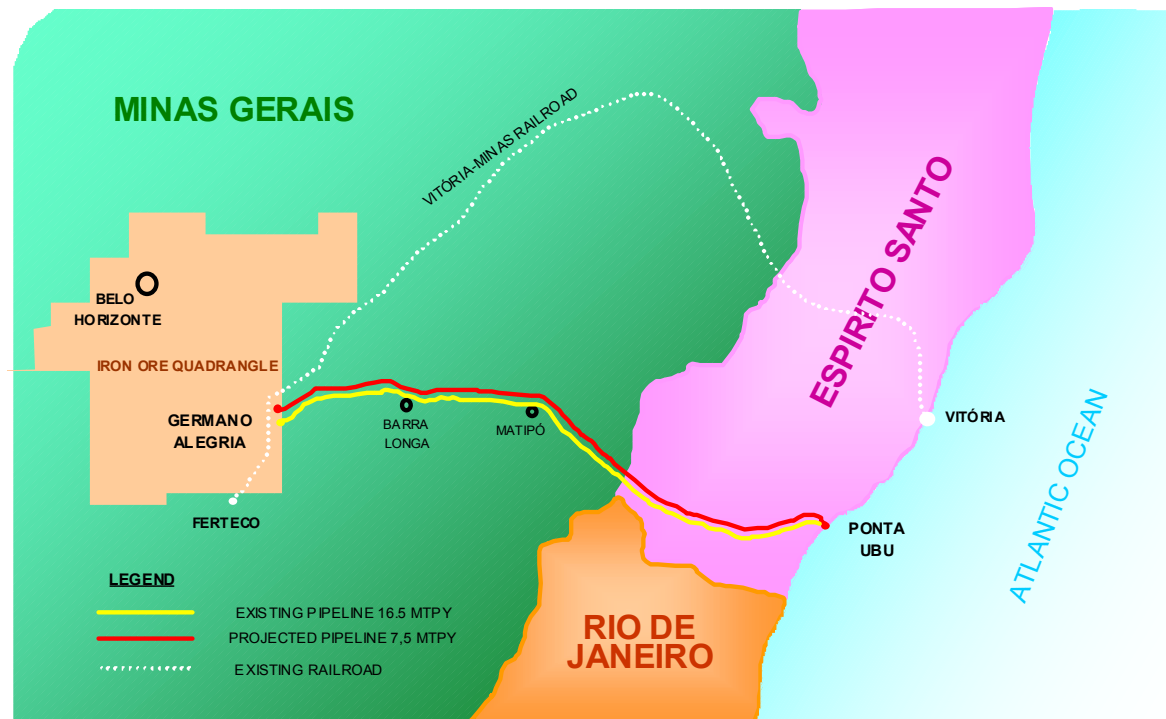 MINAS GERAIS
VITÓRIA-MINAS RAILROAD
ESPIRITO SANTO
BELO
HORIZONTE
IRON ORE QUADRANGLE
GERMANO
ALEGRIA
BARRA
LONGA
MATIPÓ
VITÓRIA
FERTECO
PONTA
UBU
ATLANTIC OCEAN
RIO DE
JANEIRO
LEGEND
EXISTING PIPELINE 16.5 MTPY
PROJECTED PIPELINE 7,5 MTPY
EXISTING RAILROAD